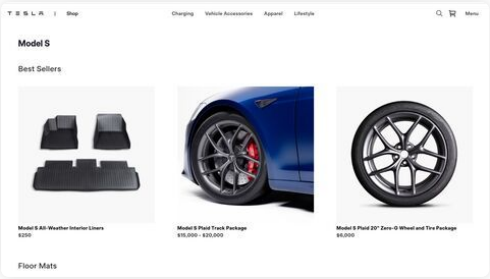 TESLA | Shop
Charging Vehicle Accessories Apparel Lifestyle
Menu
Model S
Best Sellers
Model S All-Weather Interior Liners
$250
Model S Plaid Track Package
$15,000 - $20,000
Model S Plaid 20" Zero-G Wheel and Tire Package
$6,000
Floor Mats